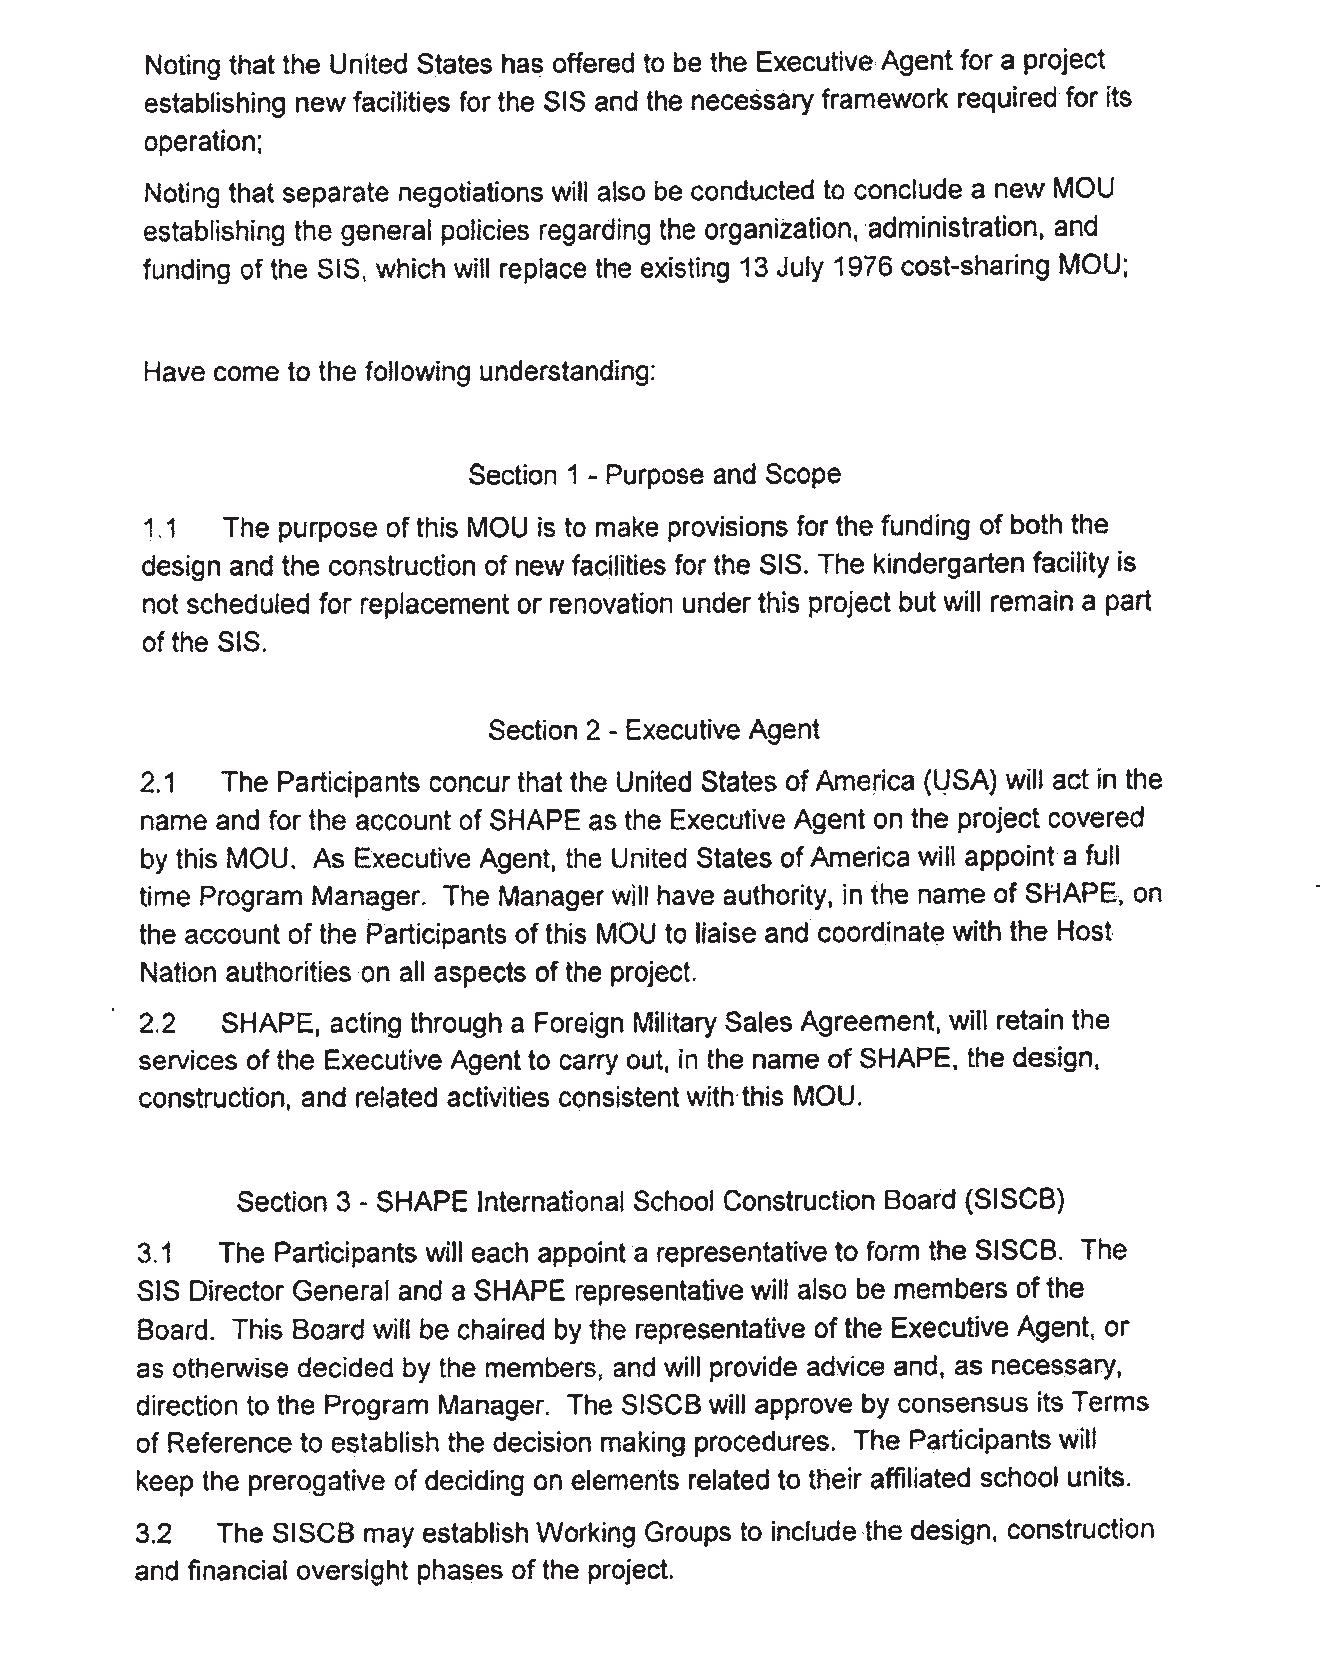 Noting that the United States has offered to be the Executive Agent for a project
establishing new facilities for the SIS and the necessary framework required for its
operation;
Noting that separate negotiations will also be conducted to conclude a new MOU
establishing the general policies regarding the organization, administration, and
funding of the SIS, which will replace the existing 13 July 1976 cost-sharing MOU;
Have come to the following understanding:
Section 1 - Purpose and Scope
1.1 The purpose of this MOU is to make provisions for the funding of both the
design and the construction of new facilities for the SIS. The kindergarten facility is
not scheduled for replacement or renovation under this project but will remain a part
of the SIS.
Section 2 - Executive Agent
2.1 The Participants concur that the United States of America (USA) will act in the
name and for the account of SHAPE as the Executive Agent on the project covered
by this MOU. As Executive Agent, the United States of America will appoint a full
time Program Manager. The Manager will have authority, in the name of SHAPE, on
the account of the Participants of this MOU to liaise and coordinate with the Host
Nation authorities on all aspects of the project.
2.2 SHAPE, acting through a Foreign Military Sales Agreement, will retain the
services of the Executive Agent to carry out, in the name of SHAPE, the design,
construction, and related activities consistent with this MOU.
Section 3 - SHAPE International School Construction Board (SISCB)
3.1 The Participants will each appoint a representative to form the SISCB. The
SIS Director General and a SHAPE representative will also be members of the
Board. This Board will be chaired by the representative of the Executive Agent, or
as otherwise decided by the members, and will provide advice and, as necessary,
direction to the Program Manager. The SISCB will approve by consensus its Terms
of Reference to establish the decision making procedures. The Participants will
keep the prerogative of deciding on elements related to their affiliated school units.
3.2 The SISCB may establish Working Groups to include the design, construction
and financial oversight phases of the project.